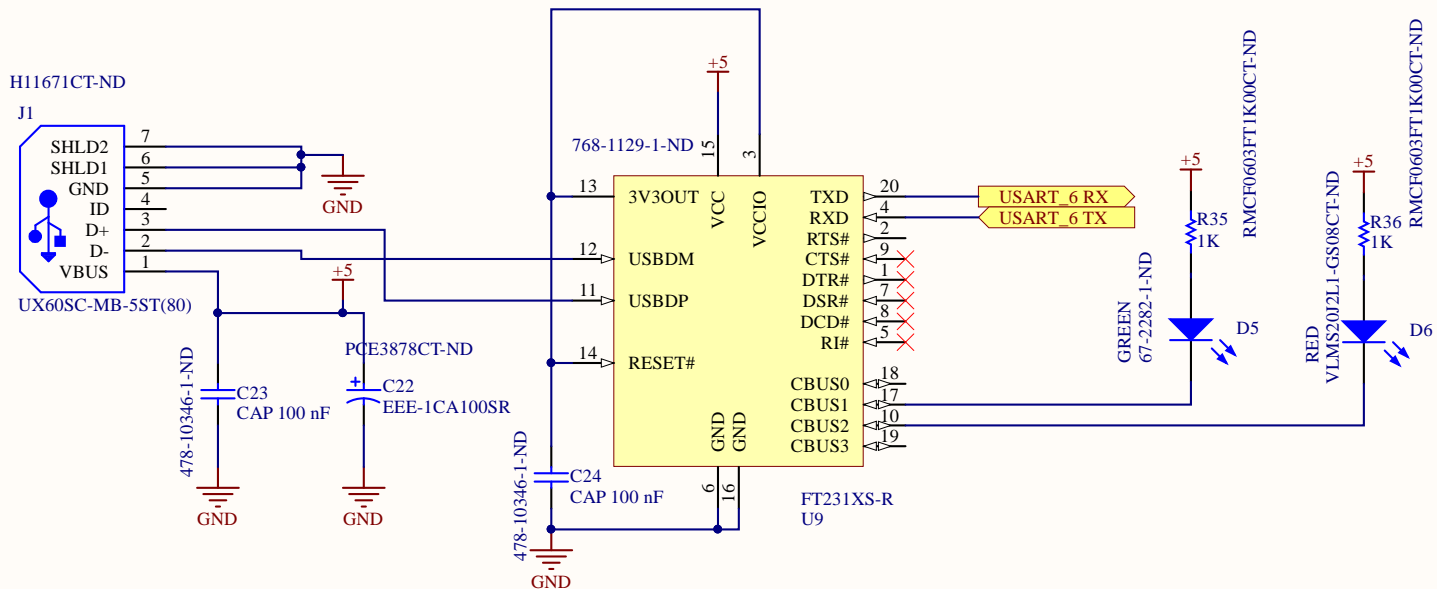 H11671CT-ND
J1
SHLD2 7
SHLD1 6
GND 5
ID 4
D+ 3
D- 2
VBUS 1
UX60SC-MB-5ST(80)
GND
+5
PCE3878CT-ND
C23
CAP 100 nF
478-10346-1-ND
C22
EEE-1CA100SR
GND
GND
+5
768-1129-1-ND
15
3
VCC
VCCIO
13 3V3OUT
12 USBDM
11 USBDP
14 RESET#
TXD 20
RXD 4
RTS# 2
CTS# 9
DTR# 1
DSR# 7
DCD# 8
RI# 5
CBUS0 18
CBUS1 17
CBUS2 10
CBUS3 19
GND
GND
6
16
FT231XS-R
U9
C24
CAP 100 nF
478-10346-1-ND
GND
USART_6 RX
USART_6 TX
+5
R35
1K
RMCF0603FT1K00CT-ND
GREEN
67-2282-1-ND
D5
+5
R36
1K
RMCF0603FT1K00CT-ND
RED
VLMS20J2L1-GS08CT-ND
D6